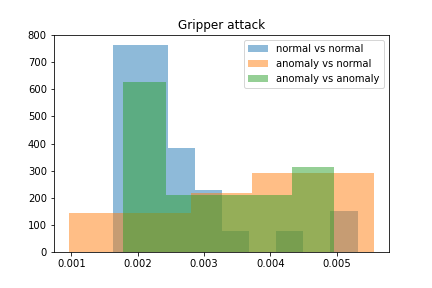 Gripper attack
normal vs normal
anomaly vs normal
anomaly vs anomaly
800
700
600
500
400
300
200
100
0
0.001 0.002 0.003 0.004 0.005